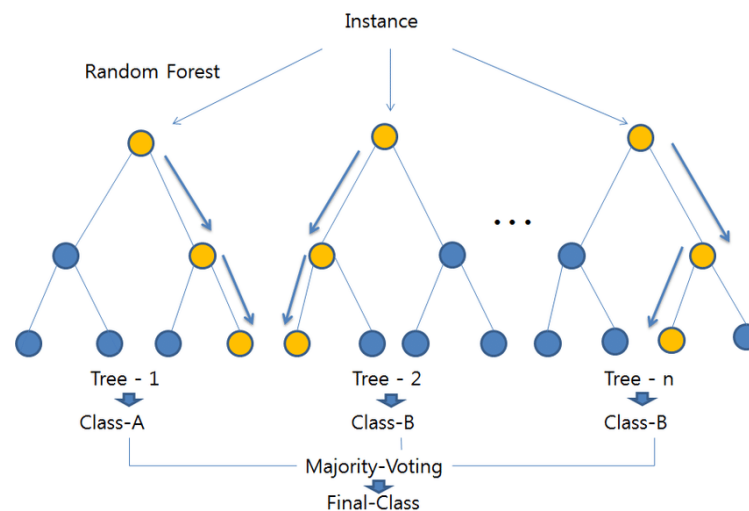 Instance
Random Forest
...
Tree - 1
Tree - 2
Tree - n
Class-A
Class-B
Class-B
Majority-Voting
Final-Class